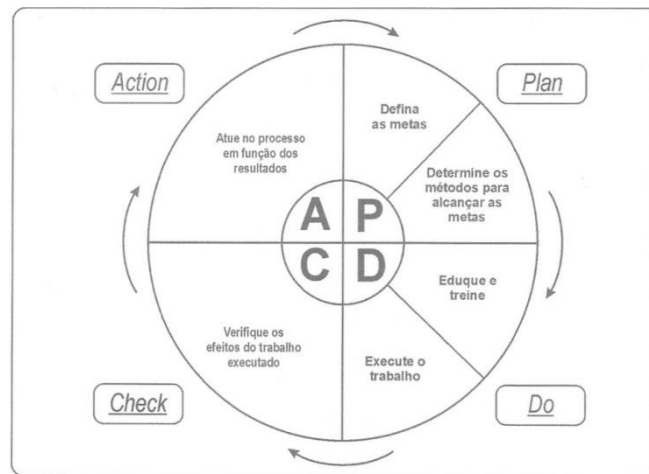 Action
Plan
Defina
as metas
Atue no processo
em função dos
resultados
Determine os
métodos para
alcançar as
metas
A P
C D
Eduque e
treine
Verifique os
efeitos do trabalho
executado
Execute o
trabalho
Check
Do